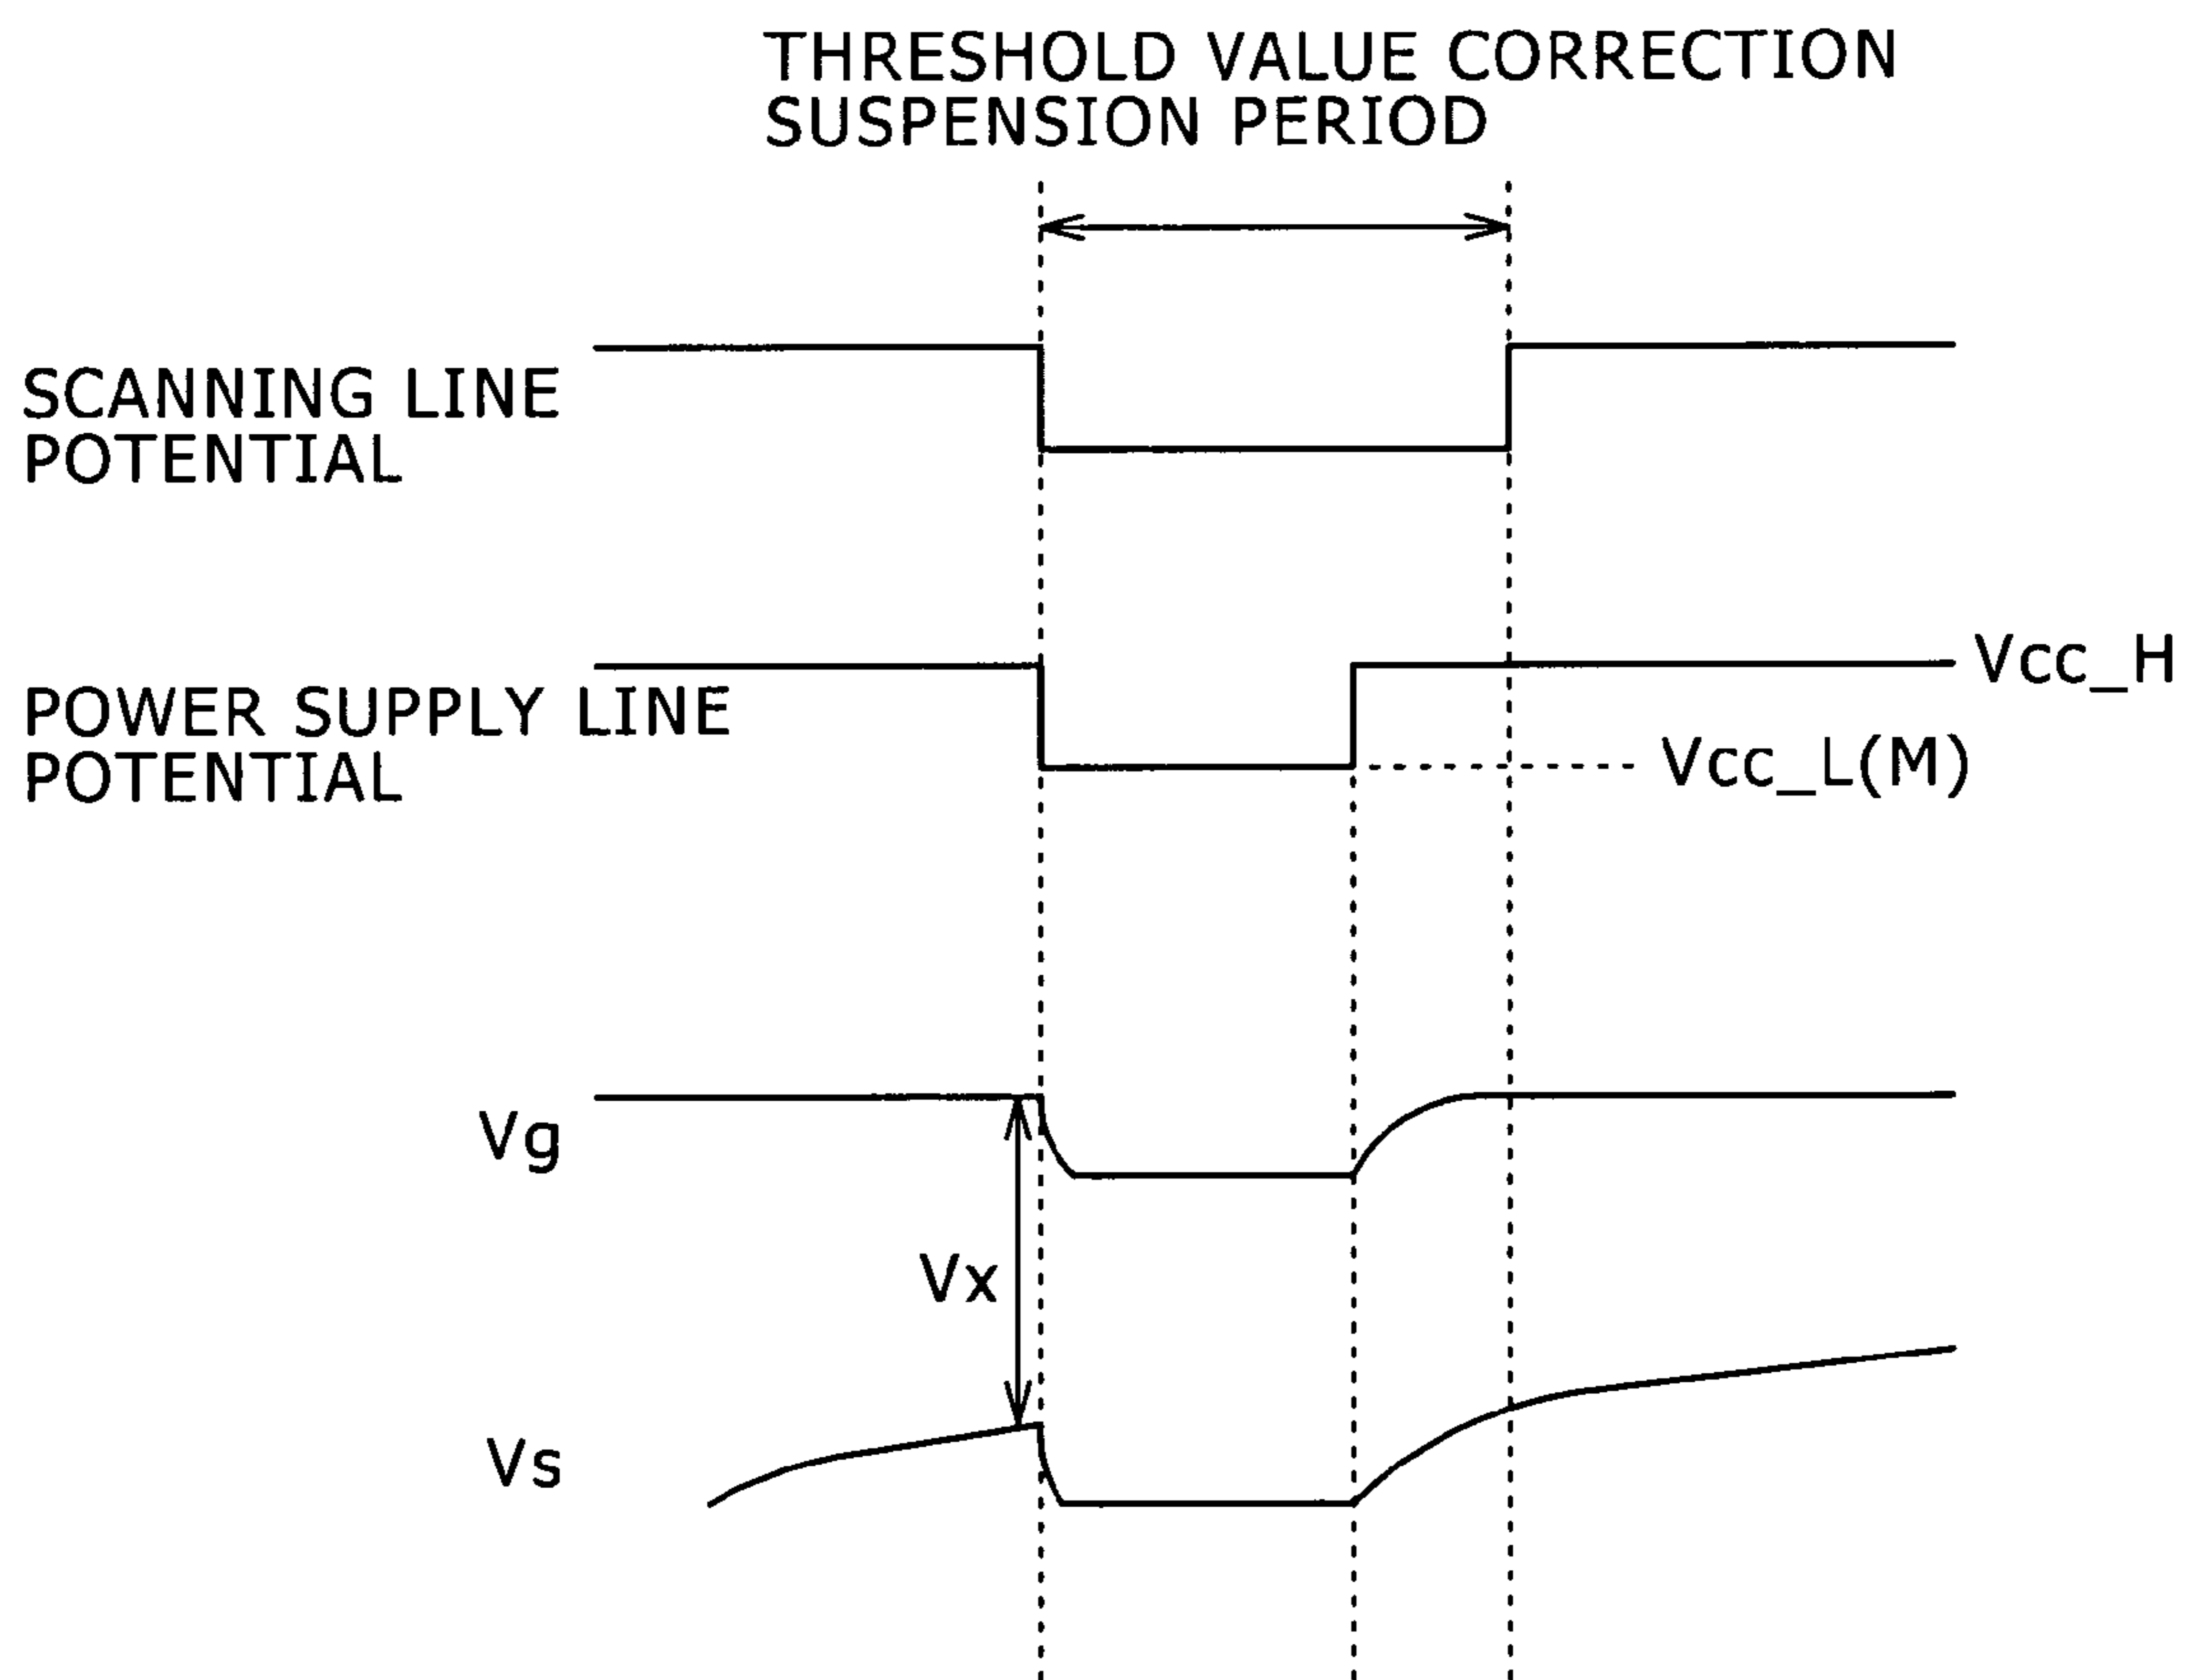 THRESHOLD VALUE CORRECTION
SUSPENSION PERIOD
SCANNING LINE
POTENTIAL
Vcc_H
POWER SUPPLY LINE
POTENTIAL
Vcc_L(M)
Vg
Vx
Vs